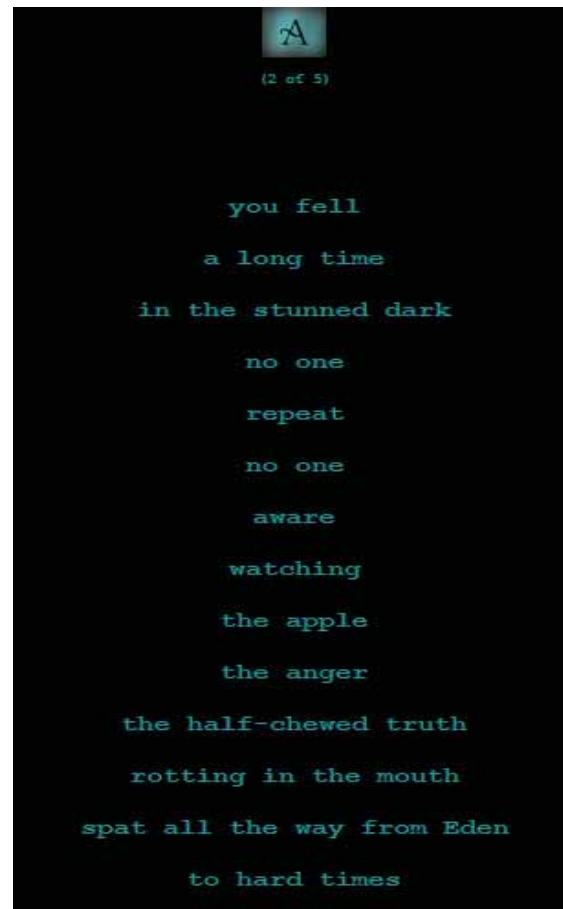 A
(2 of 5)
you fell
a long time
in the stunned dark
no one
repeat
no one
aware
watching
the apple
the anger
the half-chewed truth
rotting in the mouth
spat all the way from Eden
to hard times